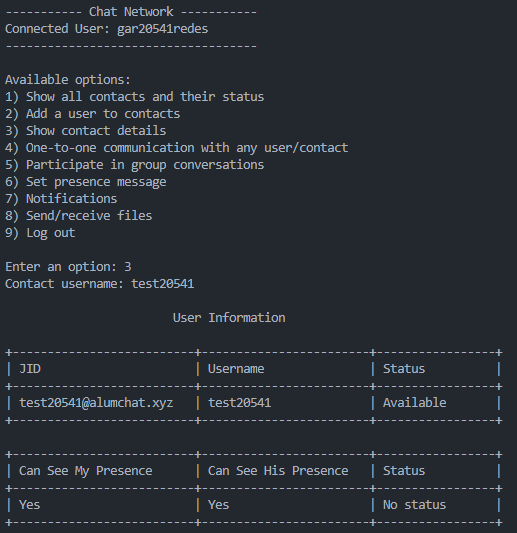 ----------- Chat Network -----------
Connected User: gar20541redes
------------------------------------
Available options:
1) Show all contacts and their status
2) Add a user to contacts
3) Show contact details
4) One-to-one communication with any user/contact
5) Participate in group conversations
6) Set presence message
7) Notifications
8) Send/receive files
9) Log out
Enter an option: 3
Contact username: test20541
User Information
+--------------------------+------------------------+-----------------+
| JID                      | Username               | Status          |
+--------------------------+------------------------+-----------------+
| test20541@alumchat.xyz   | test20541              | Available       |
+--------------------------+------------------------+-----------------+
+--------------------------+------------------------+-----------------+
| Can See My Presence      | Can See His Presence   | Status          |
+--------------------------+------------------------+-----------------+
| Yes                      | Yes                    | No status       |
+--------------------------+------------------------+-----------------+